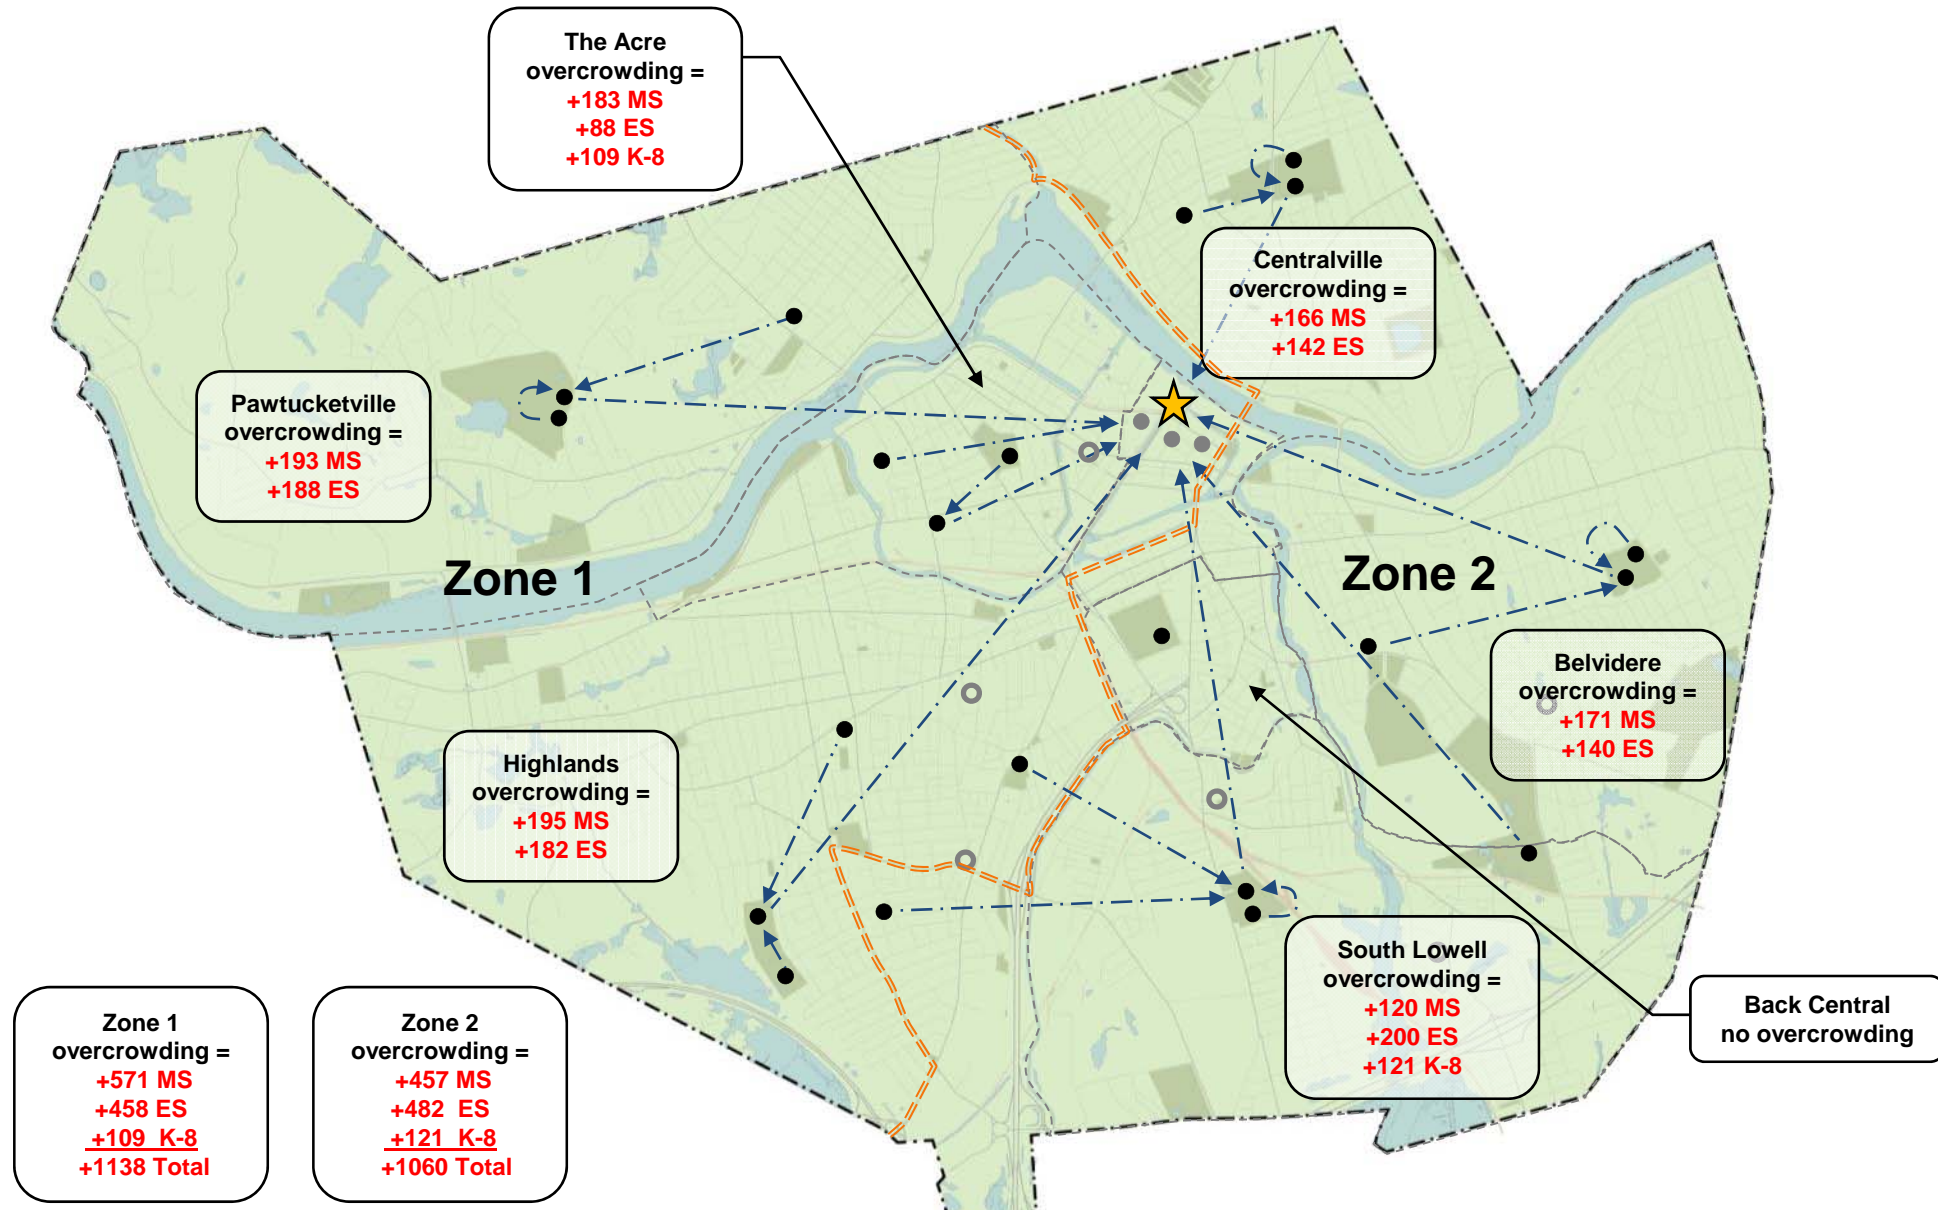 The Acre
overcrowding =
+183 MS
+88 ES
+109 K-8
Centralville
overcrowding =
+166 MS
+142 ES
Pawtucketville
overcrowding =
+193 MS
+188 ES
Zone 1
Zone 2
Belvidere
overcrowding =
+171 MS
+140 ES
Highlands
overcrowding =
+195 MS
+182 ES
South Lowell
overcrowding =
+120 MS
+200 ES
+121 K-8
Back Central
no overcrowding
Zone 1
overcrowding =
+571 MS
+458 ES
+109 K-8
+1138 Total
Zone 2
overcrowding =
+457 MS
+482 ES
+121 K-8
+1060 Total